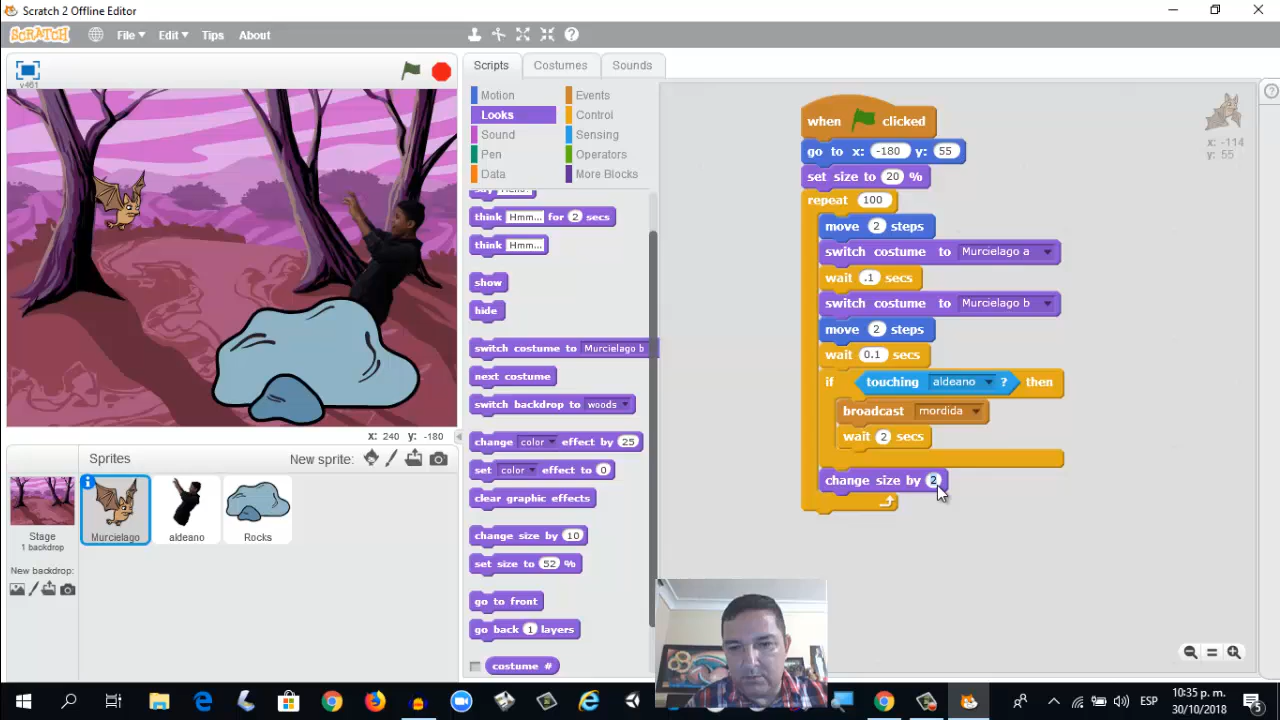 Scratch 2 Offline Editor
SCRATCH File Edit Tips About
v461
Scripts Costumes Sounds
Motion Events
Looks Control
Sound Sensing
Pen Operators
Data More Blocks
think Hmm... for 2 secs
think Hmm...
show
hide
switch costume to Murcielago b
next costume
switch backdrop to woods
change color effect by 25
set color effect to 0
clear graphic effects
change size by 10
set size to 52 %
go to front
go back 1 layers
costume #
when clicked
go to x: -180 y: 55
set size to 20 %
repeat 100
move 2 steps
switch costume to Murcielago a
wait .1 secs
switch costume to Murcielago b
move 2 steps
wait 0.1 secs
if touching aldeano ? then
broadcast mordida
wait 2 secs
change size by 2
x: -114
y: 55
x: 240 y: -180
Sprites New sprite:
Stage
1 backdrop
New backdrop:
Murcielago
aldeano
Rocks
ESP
10:35 p. m.
30/10/2018
5